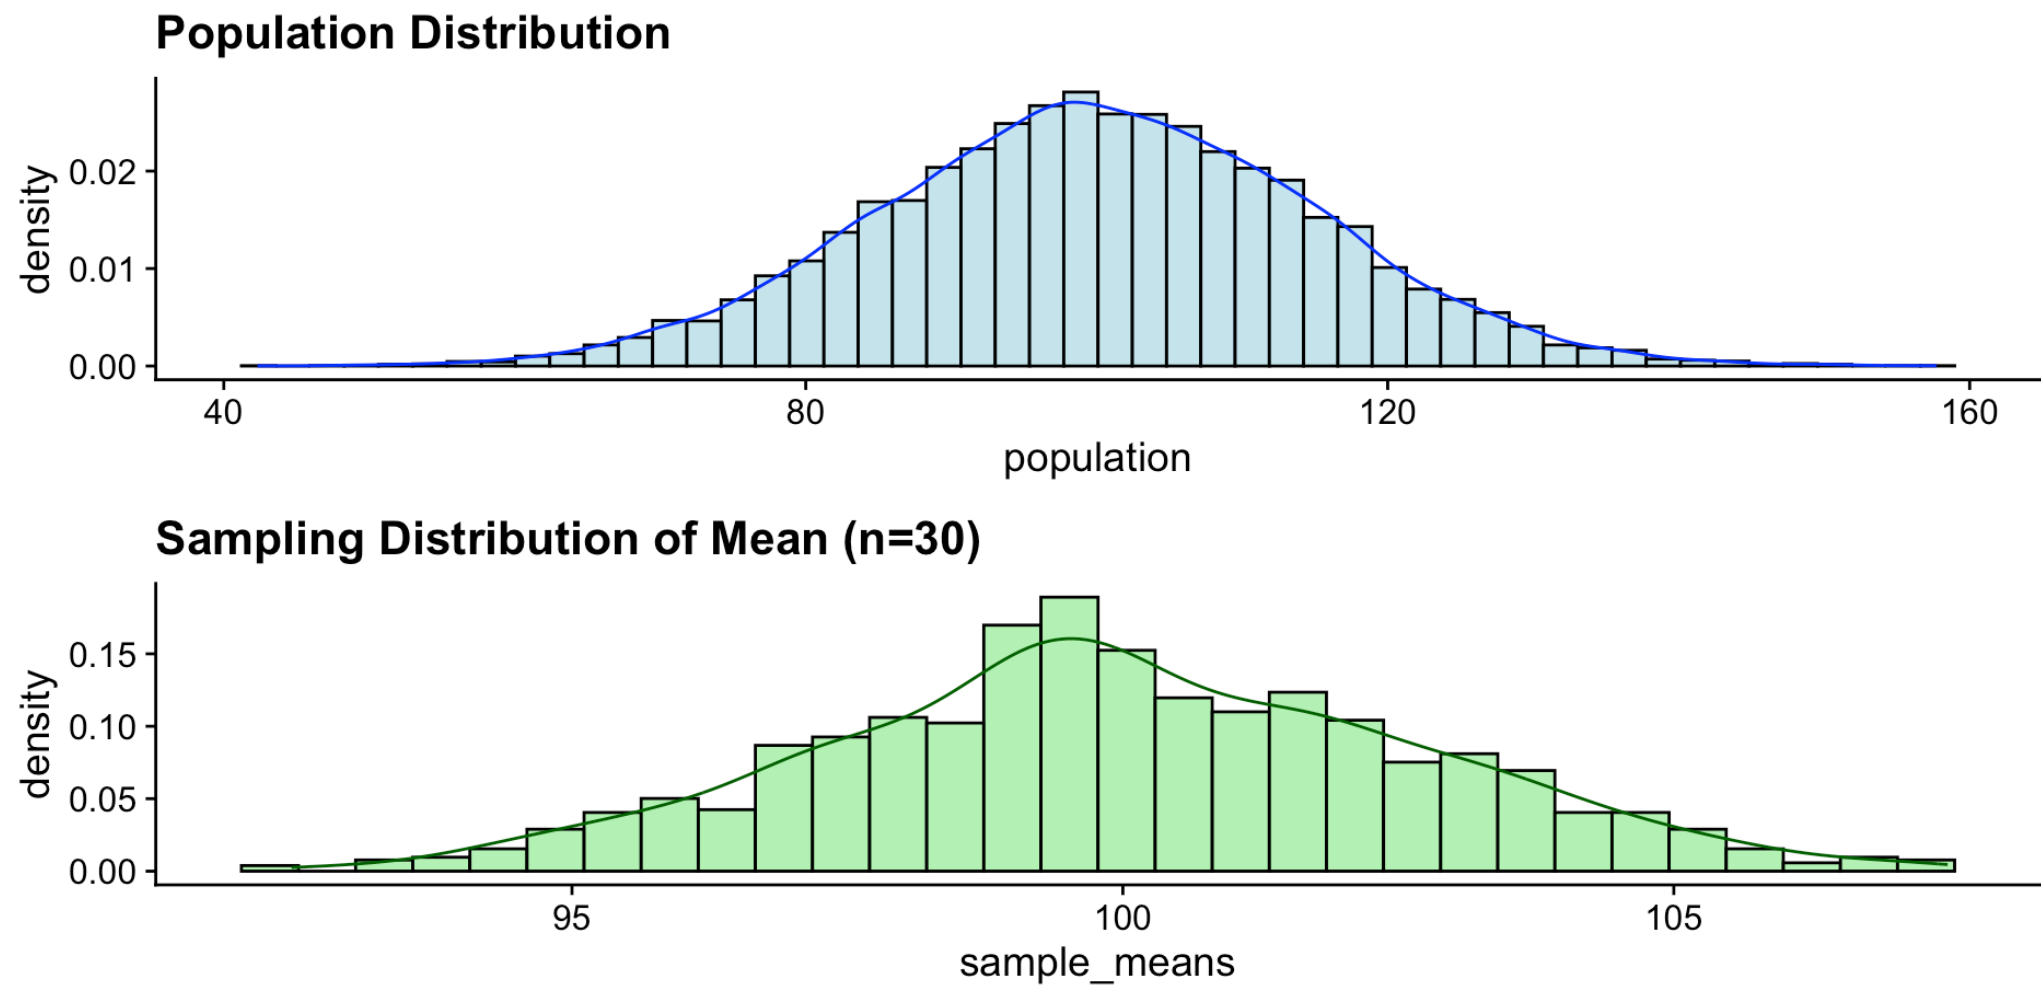 Population Distribution
density
0.02
0.01
0.00
40 80 120 160
population
Sampling Distribution of Mean (n=30)
density
0.15
0.10
0.05
0.00
95 100 105
sample_means